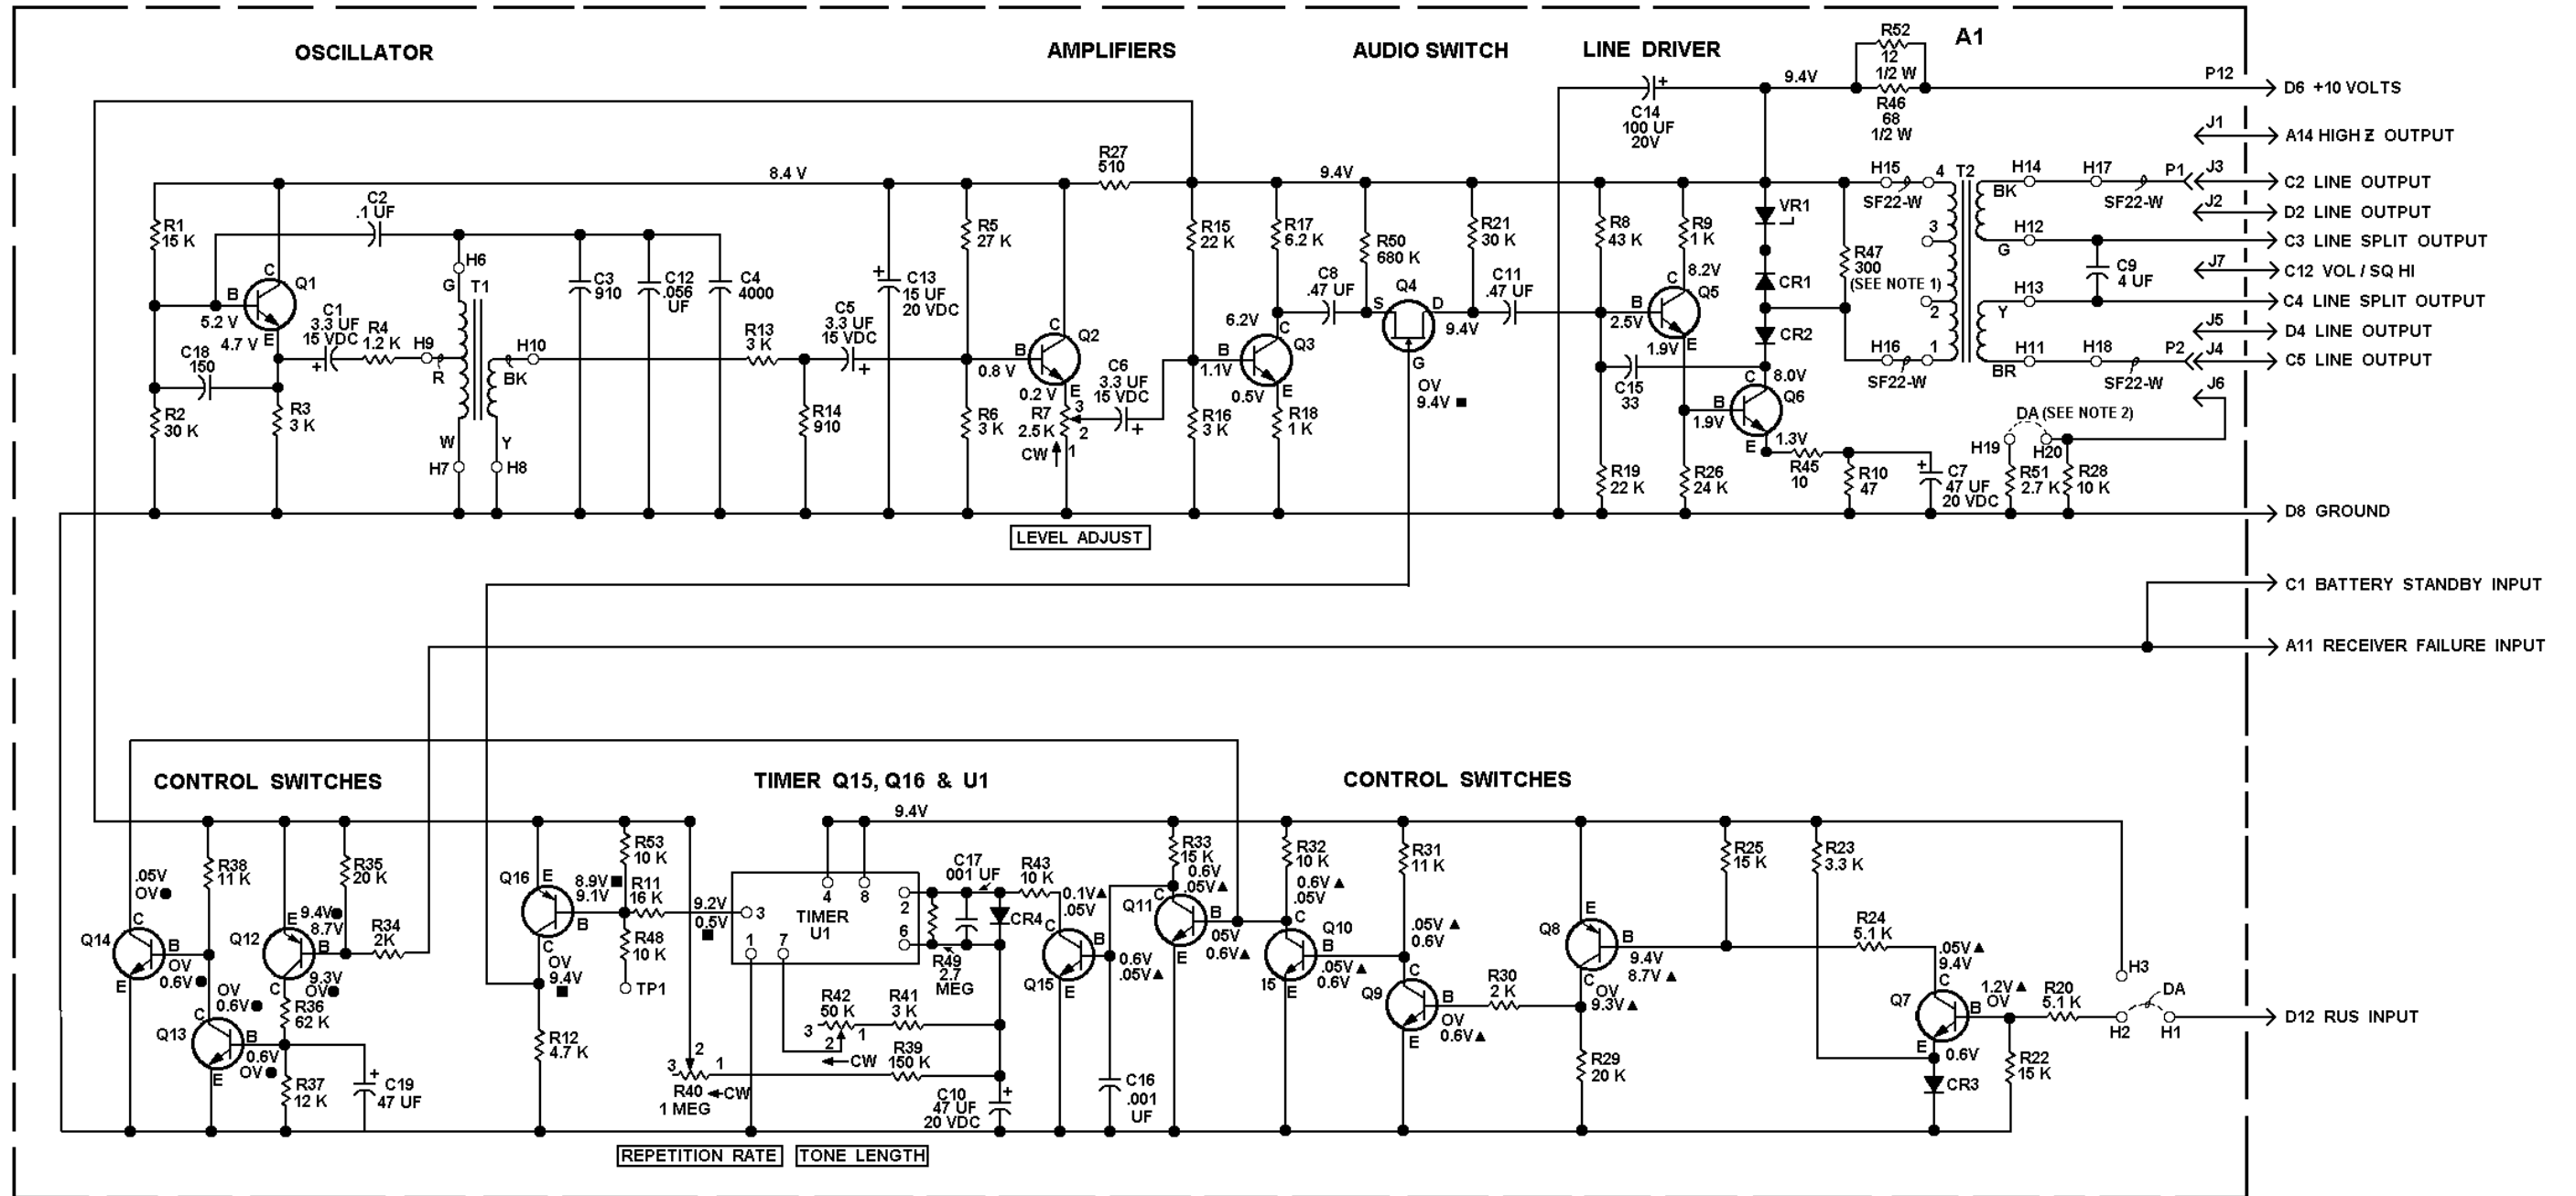 OSCILLATOR
AMPLIFIERS
AUDIO SWITCH
LINE DRIVER
A1
R52
12
1/2 W
R46
68
1/2 W
9.4V
P12
D6 +10 VOLTS
C14
100 UF
20V
J1
A14 HIGH Z OUTPUT
J3
C2 LINE OUTPUT
J2
D2 LINE OUTPUT
C3 LINE SPLIT OUTPUT
J7
C12 VOL / SQ HI
C4 LINE SPLIT OUTPUT
J5
D4 LINE OUTPUT
J4
C5 LINE OUTPUT
J6
8.4 V
R27
510
9.4V
R1
15 K
C2
.1 UF
H6
G
T1
C
B
E
Q1
5.2 V
4.7 V
C1
3.3 UF
15 VDC
R4
1.2 K
H9
R
H10
BK
C18
150
R2
30 K
R3
3 K
W
H7
Y
H8
C3
910
C12
.056
UF
C4
4000
R13
3 K
R14
910
C5
3.3 UF
15 VDC
C13
15 UF
20 VDC
R5
27 K
R6
3 K
B
C
E
Q2
0.8 V
0.2 V
R7
2.5 K
3
2
1
CW
C6
3.3 UF
15 VDC
LEVEL ADJUST
R15
22 K
R16
3 K
R17
6.2 K
6.2V
B
C
E
Q3
1.1V
0.5V
R18
1 K
C8
.47 UF
R50
680 K
Q4
S
D
G
9.4V
OV
9.4V ■
R21
30 K
C11
.47 UF
R8
43 K
R9
1 K
8.2V
C
B
E
Q5
2.5V
1.9V
C15
33
R19
22 K
R26
24 K
VR1
CR1
CR2
C
B
E
Q6
8.0V
1.9V
1.3V
R45
10
R10
47
C7
47 UF
20 VDC
R47
300
(SEE NOTE 1)
H15
SF22-W
4
T2
3
2
1
H16
SF22-W
BK
H14
H17
P1
SF22-W
H12
G
C9
4 UF
H13
Y
BR
H11
H18
P2
SF22-W
DA (SEE NOTE 2)
H19
H20
R51
2.7 K
R28
10 K
D8 GROUND
C1 BATTERY STANDBY INPUT
A11 RECEIVER FAILURE INPUT
CONTROL SWITCHES
TIMER Q15, Q16 & U1
CONTROL SWITCHES
9.4V
.05V
OV●
C
Q14
B
E
OV
0.6V●
R38
11 K
Q12
E
B
C
9.4V●
8.7V
9.3V
OV●
R35
20 K
R34
2K
OV
0.6V●
C
Q13
B
E
0.6V
OV●
R36
62 K
R37
12 K
C19
47 UF
Q16
E
B
C
8.9V■
9.1V
OV
9.4V
■
R12
4.7 K
R53
10 K
R11
16 K
R48
10 K
TP1
9.2V
0.5V
■
3
4
8
TIMER
U1
1
7
2
6
C17
001 UF
R43
10 K
CR4
R49
2.7
MEG
R42
50 K
R41
3 K
3
2
1
CW
R39
150 K
2
3
1
R40
CW
1 MEG
C10
47 UF
20 VDC
REPETITION RATE
TONE LENGTH
0.1V▲
.05V
C
B
E
Q15
0.6V
.05V▲
C16
.001
UF
R33
15 K
0.6V
.05V▲
C
Q11
B
E
05V
0.6V▲
R32
10 K
0.6V▲
.05V
C
Q10
B
15
E
.05V▲
0.6V
R31
11 K
.05V▲
0.6V
C
Q9
B
E
OV
0.6V▲
R30
2 K
Q8
E
B
C
9.4V
8.7V▲
OV
9.3V▲
R29
20 K
R25
15 K
R24
5.1 K
R23
3.3 K
.05V▲
9.4V
C
Q7
B
E
1.2V▲
OV
0.6V
CR3
R20
5.1 K
R22
15 K
H3
DA
H2
H1
D12 RUS INPUT